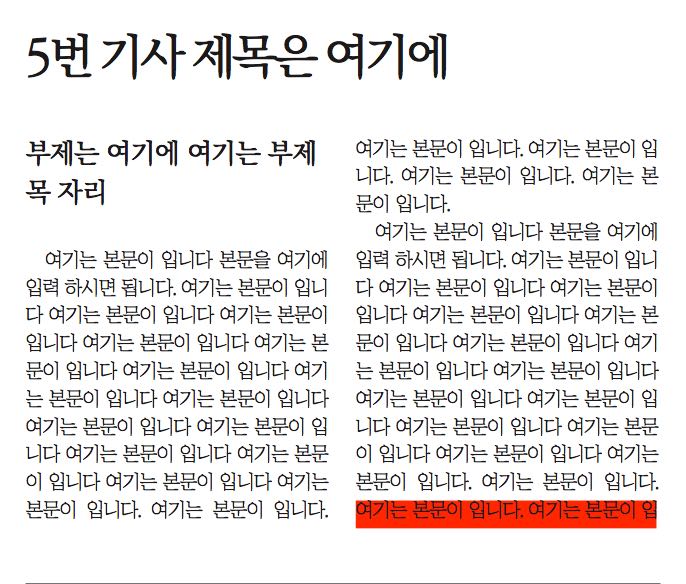 5번 기사 제목은 여기에
부제는 여기에 여기는 부제
목 자리
여기는 본문이 입니다 본문을 여기에
입력 하시면 됩니다. 여기는 본문이 입니
다 여기는 본문이 입니다 여기는 본문이
입니다 여기는 본문이 입니다 여기는 본
문이 입니다 여기는 본문이 입니다 여기
는 본문이 입니다 여기는 본문이 입니다
여기는 본문이 입니다 여기는 본문이 입
니다 여기는 본문이 입니다 여기는 본문
이 입니다 여기는 본문이 입니다 여기는
본문이 입니다. 여기는 본문이 입니다.
여기는 본문이 입니다. 여기는 본문이 입
니다. 여기는 본문이 입니다. 여기는 본
문이 입니다.
여기는 본문이 입니다 본문을 여기에
입력 하시면 됩니다. 여기는 본문이 입니
다 여기는 본문이 입니다 여기는 본문이
입니다 여기는 본문이 입니다 여기는 본
문이 입니다 여기는 본문이 입니다 여기
는 본문이 입니다 여기는 본문이 입니다
여기는 본문이 입니다 여기는 본문이 입
니다 여기는 본문이 입니다 여기는 본문
이 입니다 여기는 본문이 입니다 여기는
본문이 입니다. 여기는 본문이 입니다.
여기는 본문이 입니다. 여기는 본문이 입